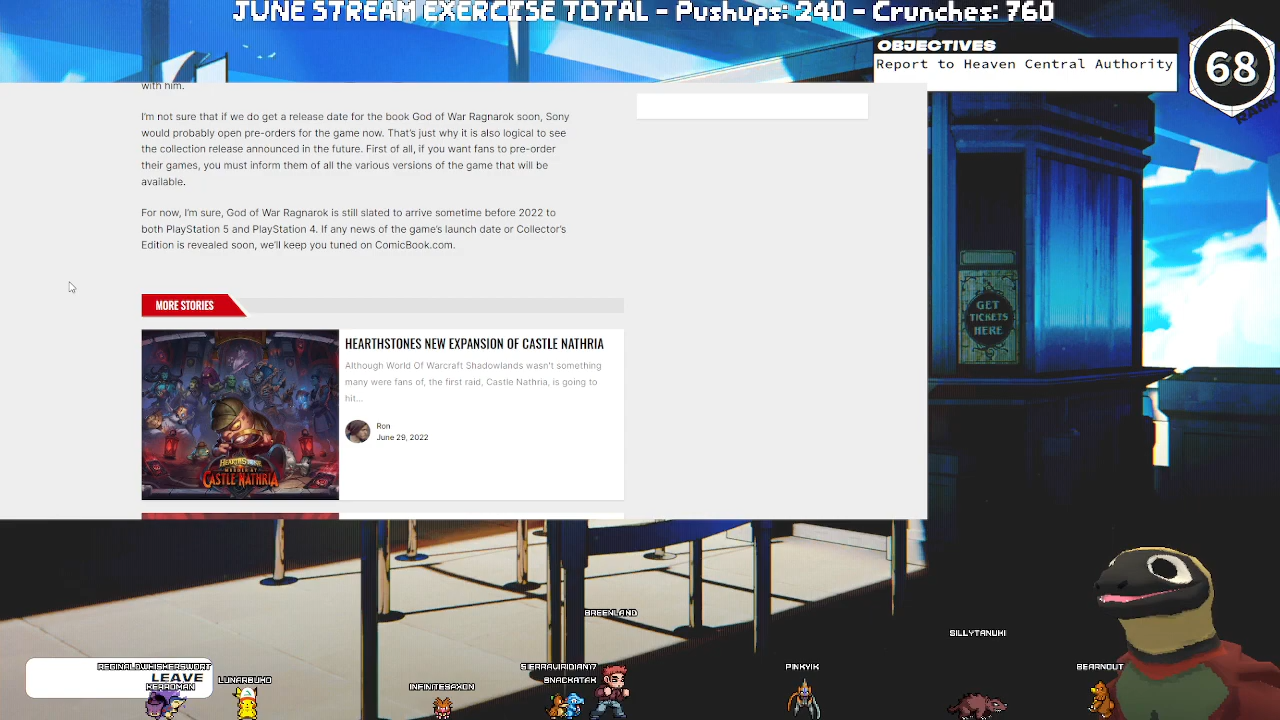 JUNE STREAM EXERCISE TOTAL - Pushups: 240 - Crunches: 760
OBJECTIVES
Report to Heaven Central Authority
68
RANK
with him.
I'm not sure that if we do get a release date for the book God of War Ragnarok soon, Sony
would probably open pre-orders for the game now. That's just why it is also logical to see
the collection release announced in the future. First of all, if you want fans to pre-order
their games, you must inform them of all the various versions of the game that will be
available.
For now, I'm sure, God of War Ragnarok is still slated to arrive sometime before 2022 to
both PlayStation 5 and PlayStation 4. If any news of the game's launch date or Collector's
Edition is revealed soon, we'll keep you tuned on ComicBook.com.
GET
TICKETS
HERE
MORE STORIES
HEARTHSTONES NEW EXPANSION OF CASTLE NATHRIA
Although World Of Warcraft Shadowlands wasn't something
many were fans of, the first raid, Castle Nathria, is going to
hit...
Ron
June 29, 2022
HEARTHSTONE
MURDER AT
CASTLE NATHRIA
BREENLAND
SILLYTANUKI
REGINALDWHISKERSWORT
LEAVE
KERROMAN
LUNARBUHO
INFINITESAXON
SIERRAVIRIDIAN17
SNACKATAK
PINKYIK
BEARNOUT